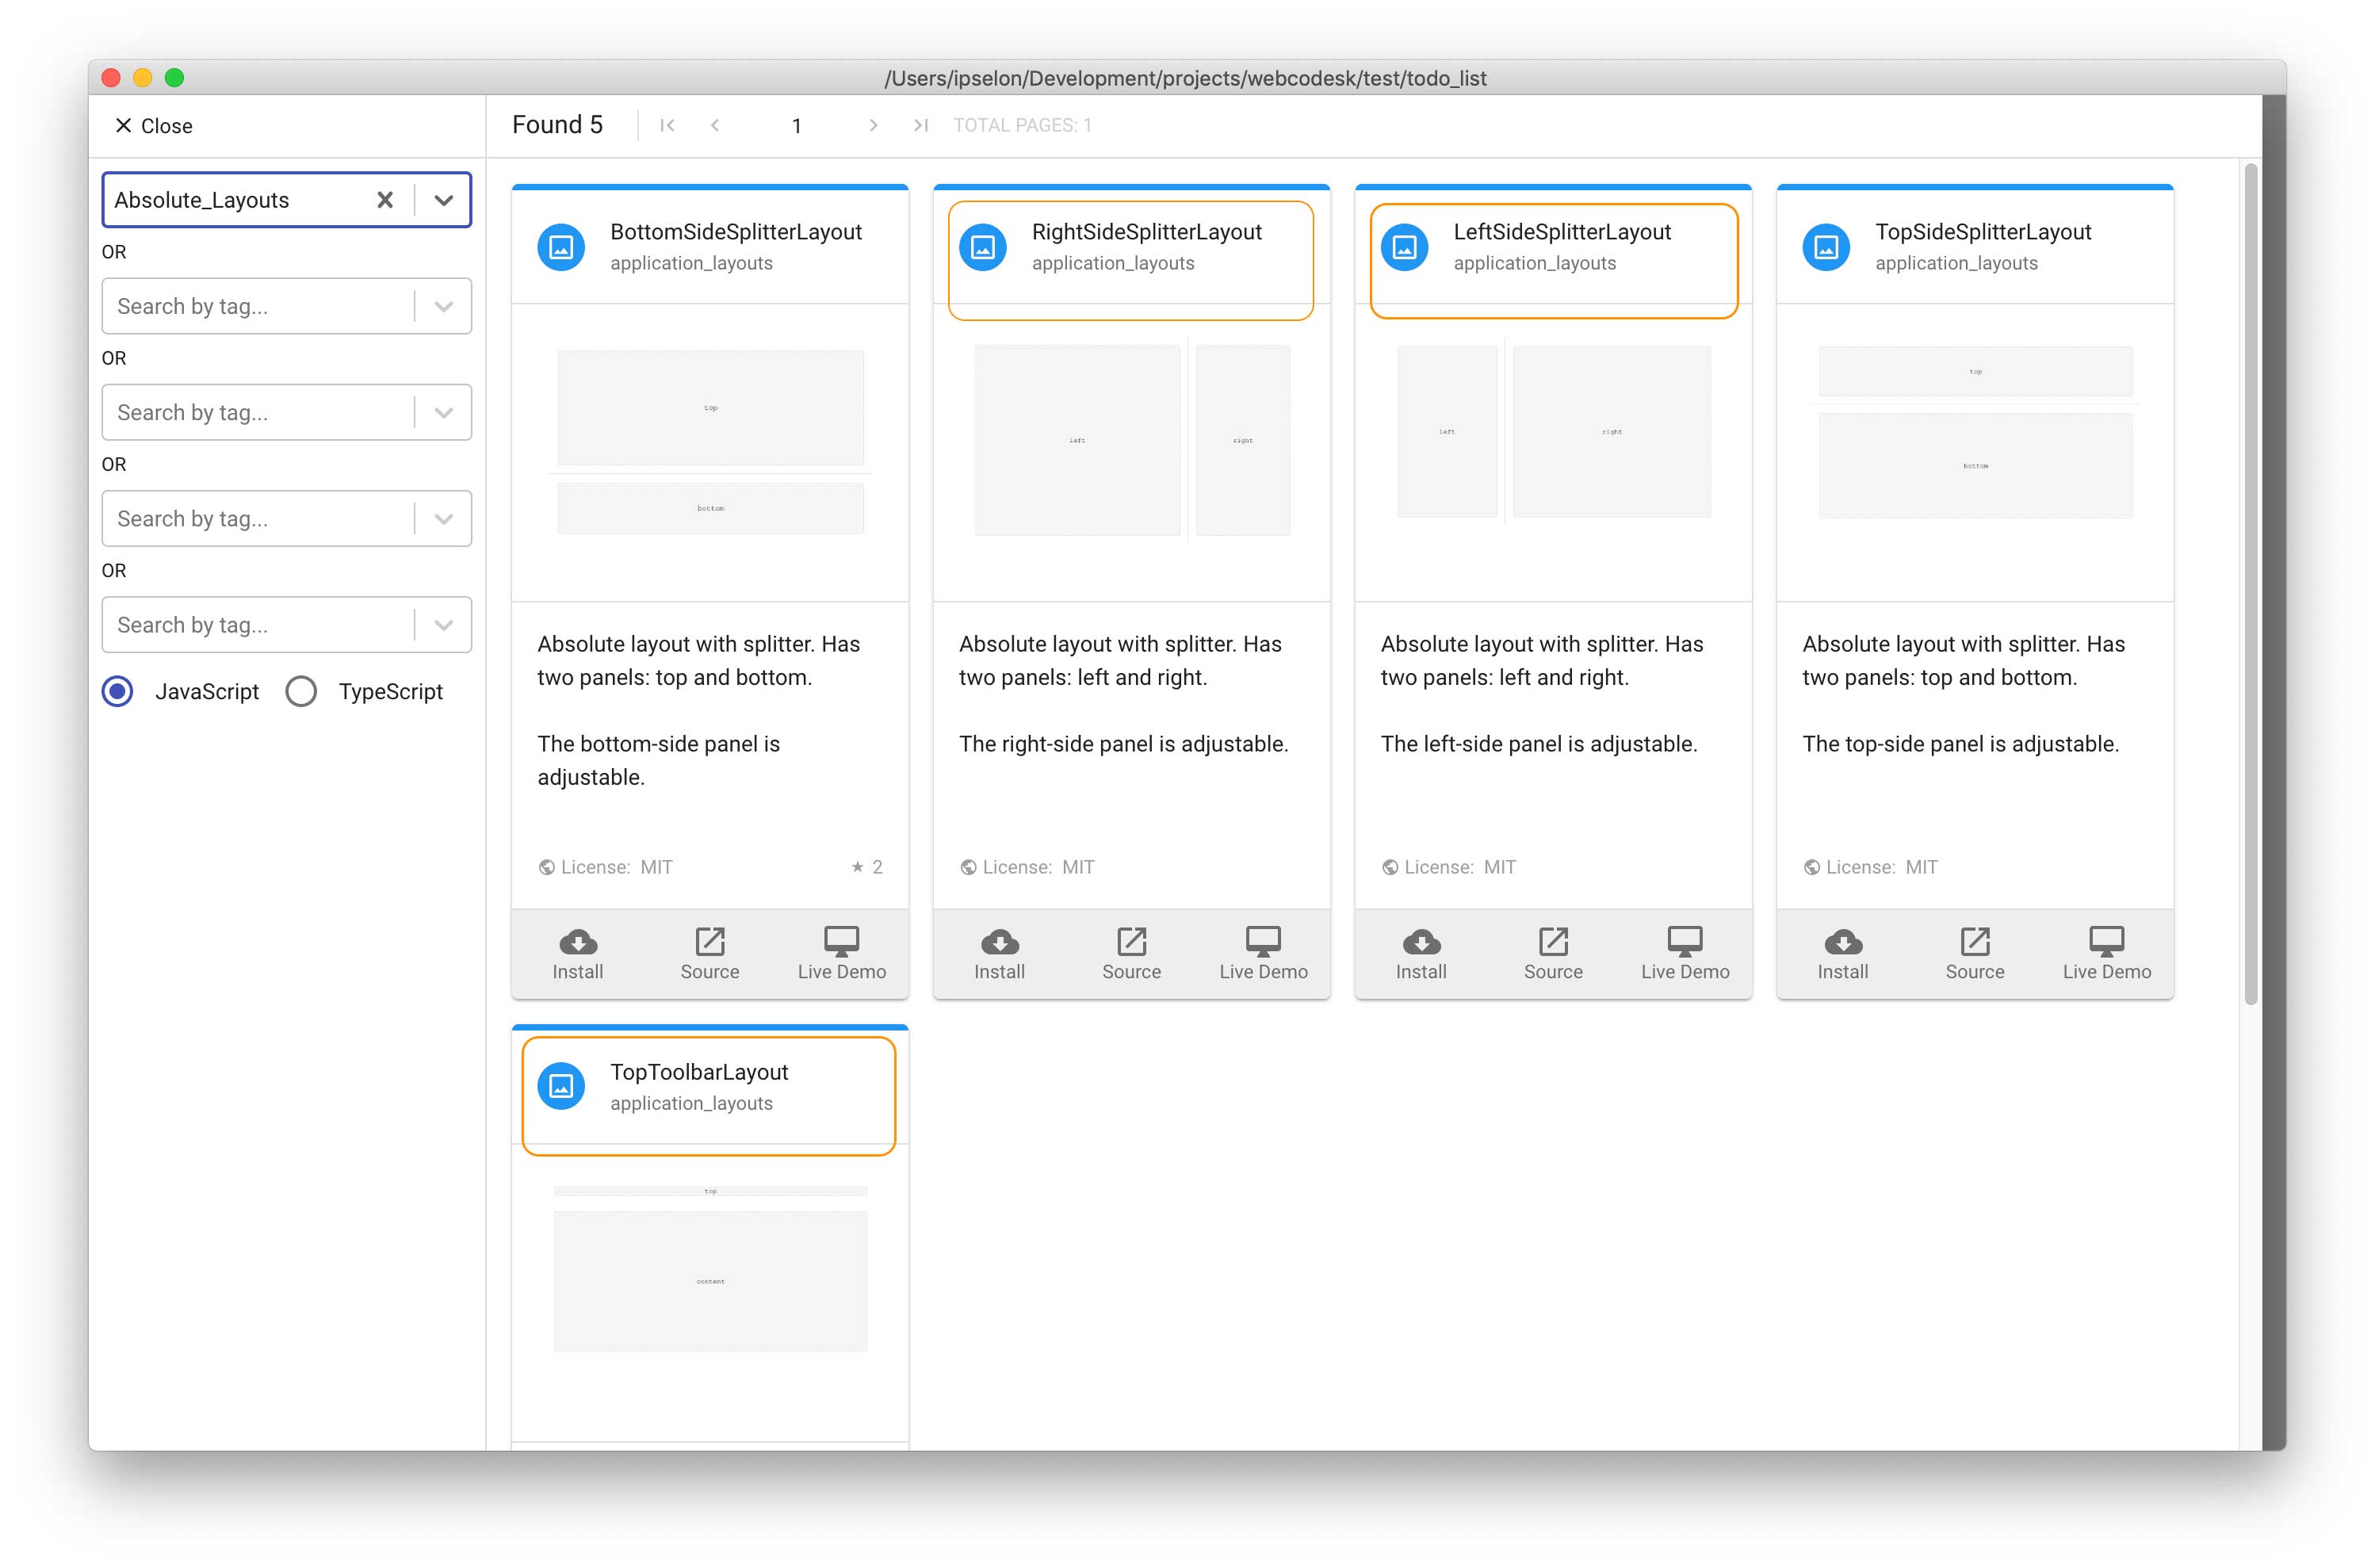 /Users/ipselon/Development/projects/webcodesk/test/todo_list
Close
Found 5
1
TOTAL PAGES: 1
Absolute_Layouts
OR
Search by tag...
OR
Search by tag...
OR
Search by tag...
OR
Search by tag...
JavaScript
TypeScript
BottomSideSplitterLayout
application_layouts
top
bottom
Absolute layout with splitter. Has
two panels: top and bottom.
The bottom-side panel is
adjustable.
License: MIT
2
Install
Source
Live Demo
RightSideSplitterLayout
application_layouts
left
right
Absolute layout with splitter. Has
two panels: left and right.
The right-side panel is adjustable.
License: MIT
Install
Source
Live Demo
LeftSideSplitterLayout
application_layouts
left
right
Absolute layout with splitter. Has
two panels: left and right.
The left-side panel is adjustable.
License: MIT
Install
Source
Live Demo
TopSideSplitterLayout
application_layouts
top
bottom
Absolute layout with splitter. Has
two panels: top and bottom.
The top-side panel is adjustable.
License: MIT
Install
Source
Live Demo
TopToolbarLayout
application_layouts
top
content